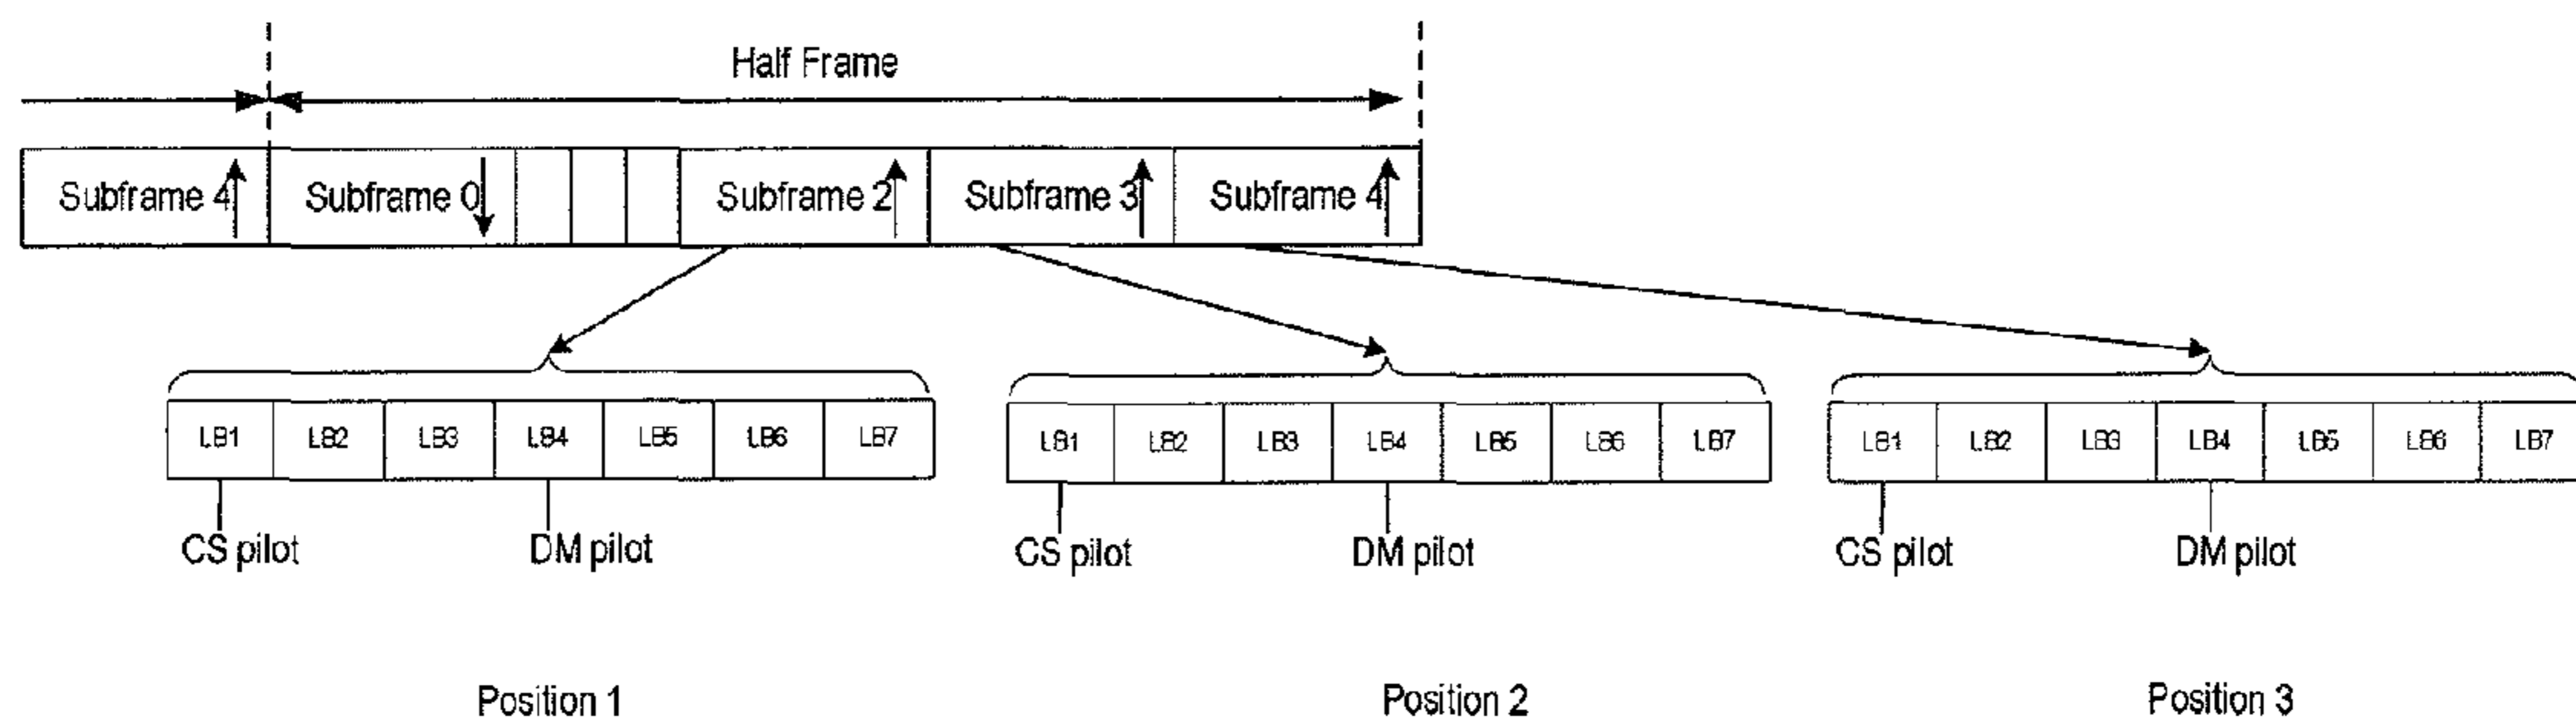 Half Frame
Subframe 4 Subframe 0 Subframe 2 Subframe 3 Subframe 4
LB1 LB2 LB3 LB4 LB5 LB6 LB7 LB1 LB2 LB3 LB4 LB5 LB6 LB7 LB1 LB2 LB3 LB4 LB5 LB6 LB7
CS pilot DM pilot CS pilot DM pilot CS pilot DM pilot
Position 1 Position 2 Position 3